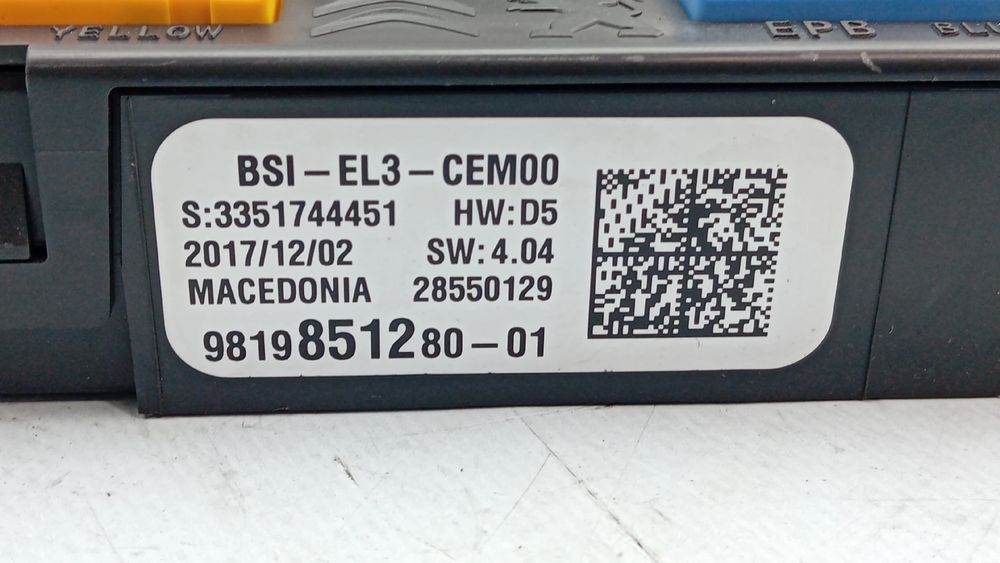 YELLOW
EPB
BSI-EL3-CEM00
S:3351744451 HW:D5
2017/12/02 SW:4.04
MACEDONIA 28550129
9819851280-01